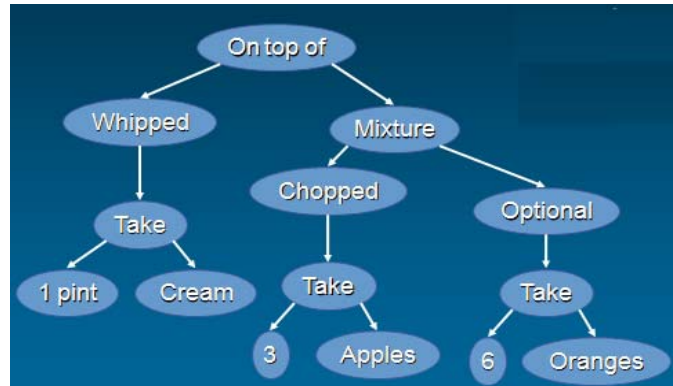 On top of
Whipped
Mixture
Chopped
Optional
Take
1 pint
Cream
Take
3
Apples
Take
6
Oranges